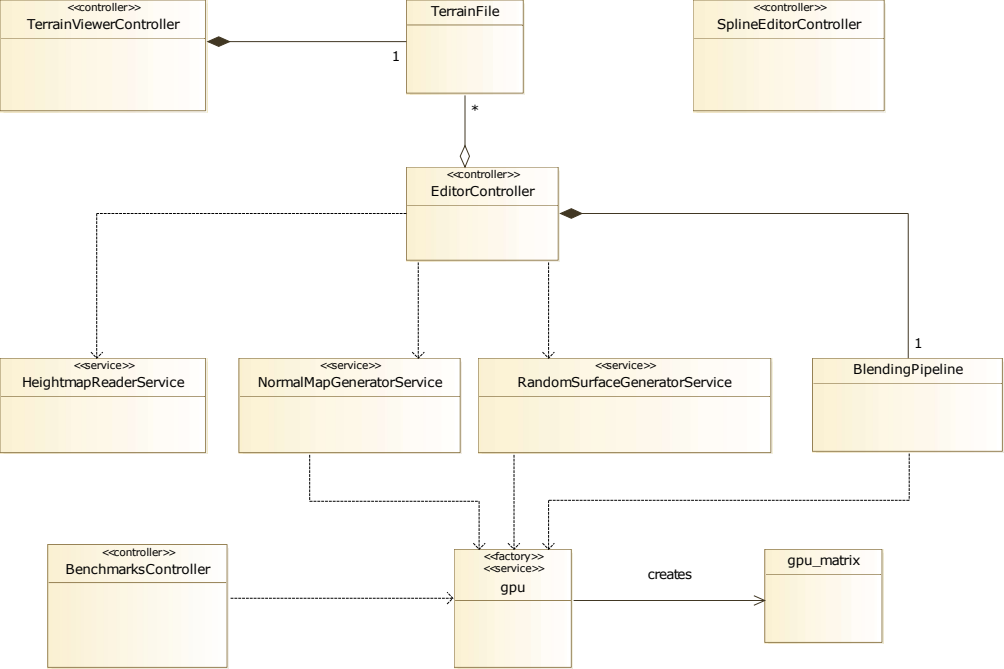 <<controller>>
TerrainViewerController
TerrainFile
<<controller>>
SplineEditorController
1
*
<<controller>>
EditorController
1
<<service>>
HeightmapReaderService
<<service>>
NormalMapGeneratorService
<<service>>
RandomSurfaceGeneratorService
BlendingPipeline
<<controller>>
BenchmarksController
<<factory>>
<<service>>
gpu
creates
gpu_matrix